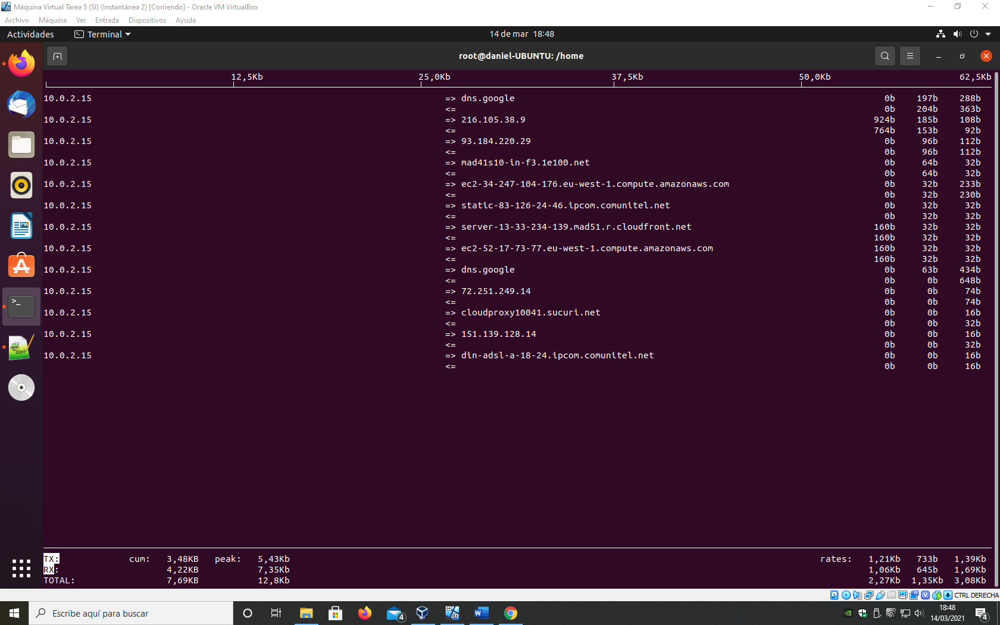 Máquina Virtual Tarea 5 (SI) (Instantánea 2) [Corriendo] - Oracle VM VirtualBox
Archivo Máquina Ver Entrada Dispositivos Ayuda
Actividades Terminal 14 de mar 18:48
root@daniel-UBUNTU: /home
12,5Kb 25,0Kb 37,5Kb 50,0Kb 62,5Kb
10.0.2.15 => dns.google 0b 197b 288b
<= 0b 204b 363b
10.0.2.15 => 216.105.38.9 924b 185b 108b
<= 764b 153b 92b
10.0.2.15 => 93.184.220.29 0b 96b 112b
<= 0b 96b 112b
10.0.2.15 => mad41s10-in-f3.1e100.net 0b 64b 32b
<= 0b 64b 32b
10.0.2.15 => ec2-34-247-104-176.eu-west-1.compute.amazonaws.com 0b 32b 233b
<= 0b 32b 230b
10.0.2.15 => static-83-126-24-46.ipcom.comunitel.net 0b 32b 32b
<= 0b 32b 32b
10.0.2.15 => server-13-33-234-139.mad51.r.cloudfront.net 160b 32b 32b
<= 160b 32b 32b
10.0.2.15 => ec2-52-17-73-77.eu-west-1.compute.amazonaws.com 160b 32b 32b
<= 160b 32b 32b
10.0.2.15 => dns.google 0b 63b 434b
<= 0b 0b 648b
10.0.2.15 => 72.251.249.14 0b 0b 74b
<= 0b 0b 74b
10.0.2.15 => cloudproxy10041.sucuri.net 0b 0b 16b
<= 0b 0b 32b
10.0.2.15 => 151.139.128.14 0b 0b 16b
<= 0b 0b 32b
10.0.2.15 => din-adsl-a-18-24.ipcom.comunitel.net 0b 0b 16b
<= 0b 0b 16b
TX: cum: 3,48KB peak: 5,43Kb rates: 1,21Kb 733b 1,39Kb
RX: 4,22KB 7,35Kb 1,06Kb 645b 1,69Kb
TOTAL: 7,69KB 12,8Kb 2,27Kb 1,35Kb 3,08Kb
CTRL DERECHA
Escribe aquí para buscar
4
18:48
14/03/2021
4